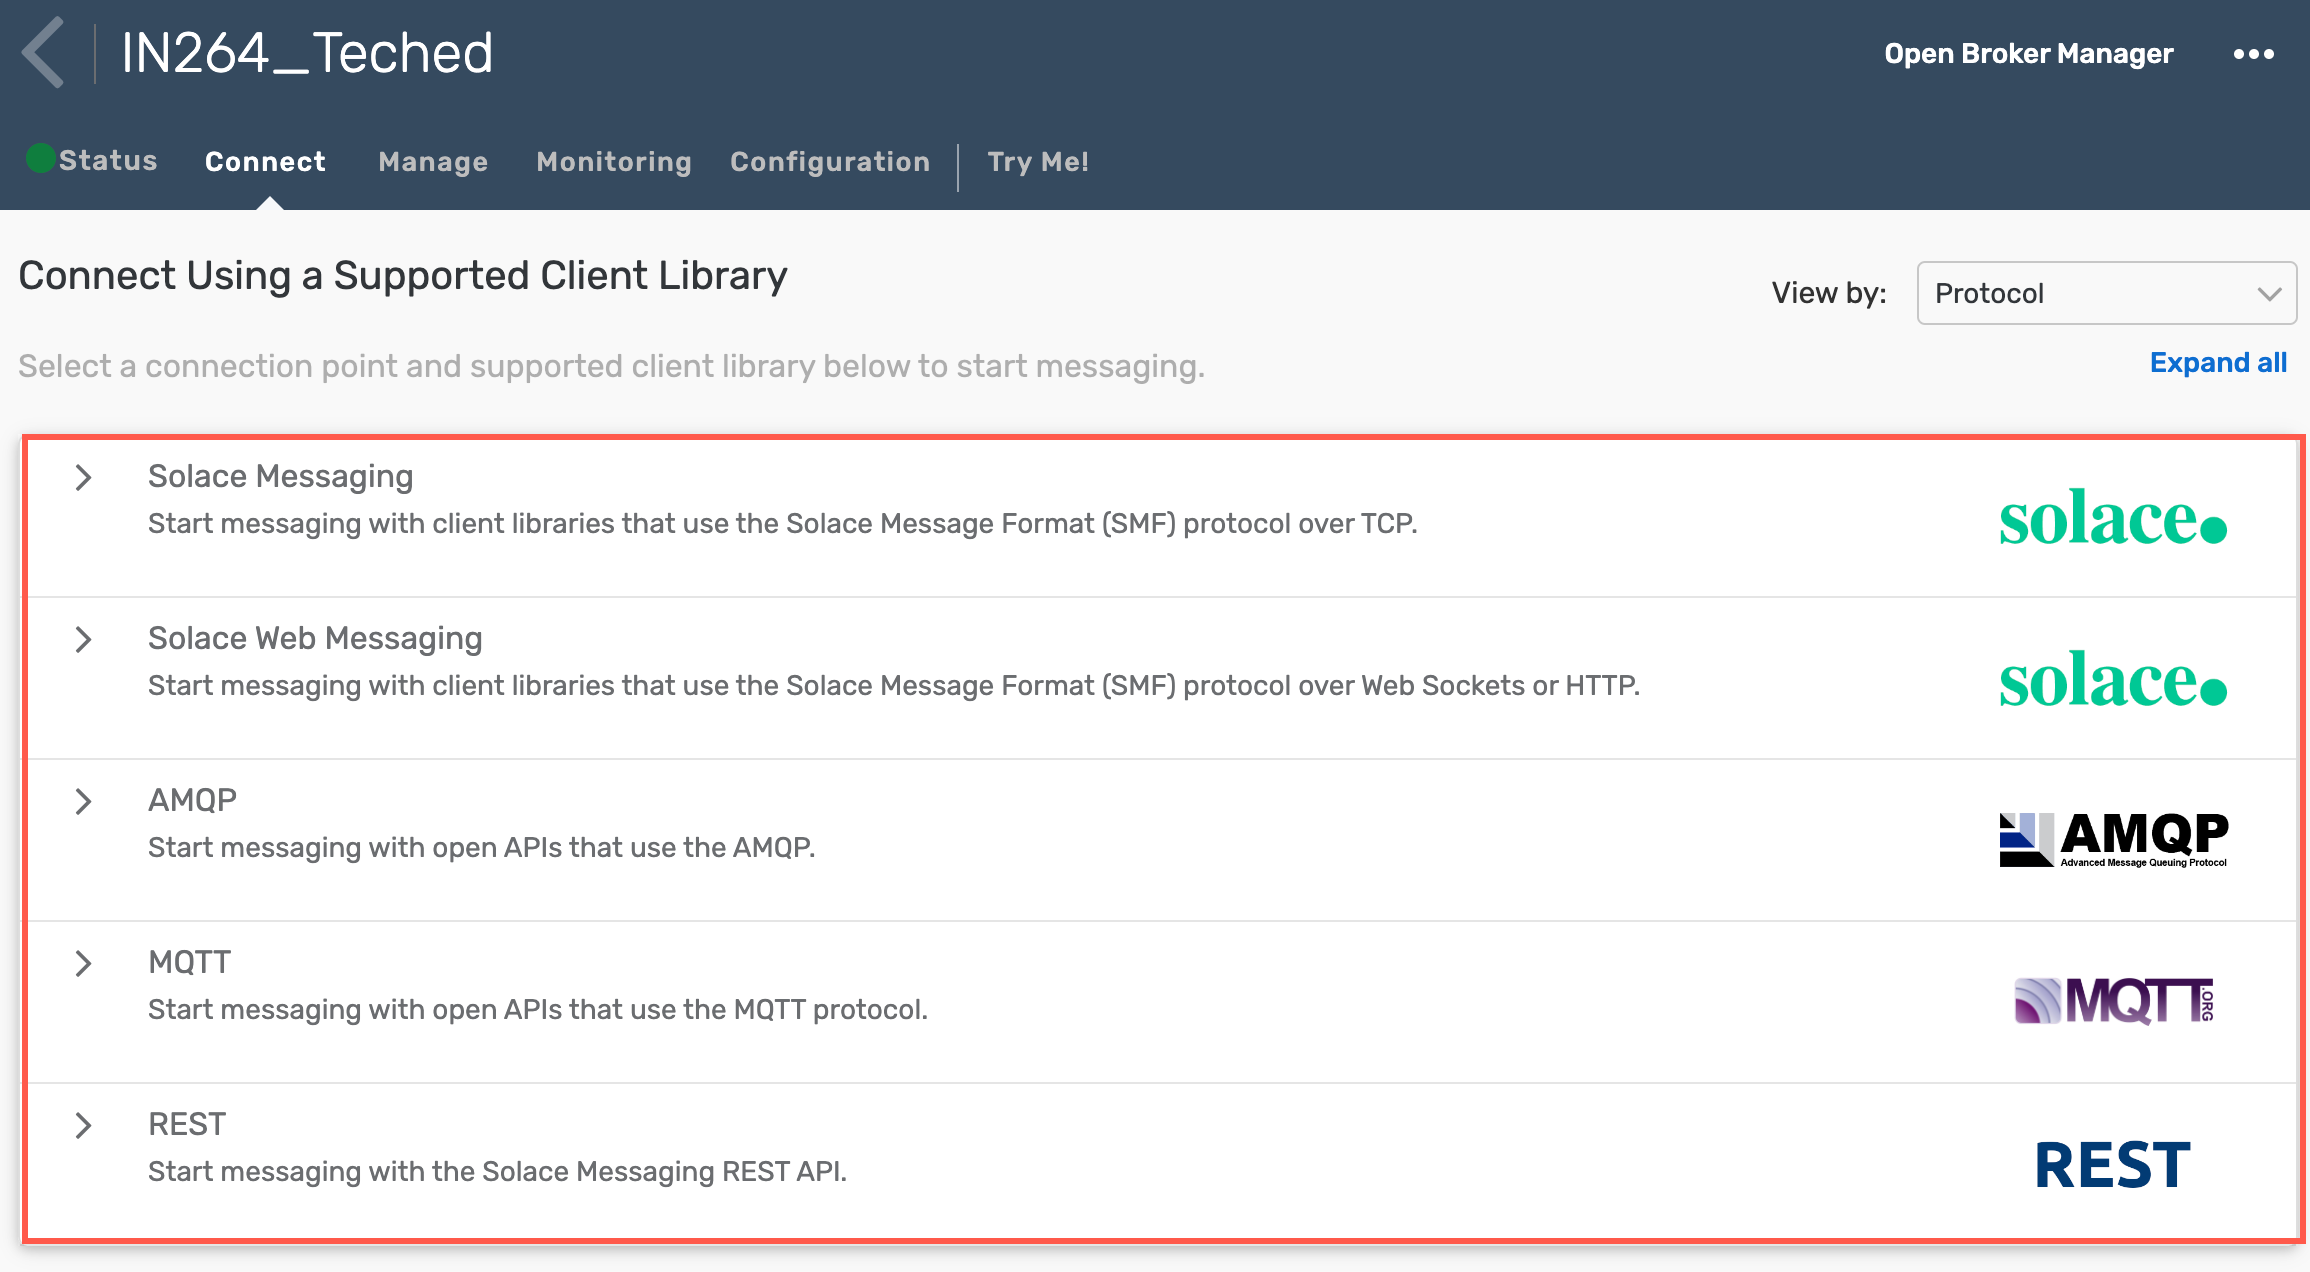 IN264_Teched
Open Broker Manager
Status Connect Manage Monitoring Configuration Try Me!
Connect Using a Supported Client Library
View by: Protocol
Select a connection point and supported client library below to start messaging.
Expand all
Solace Messaging
Start messaging with client libraries that use the Solace Message Format (SMF) protocol over TCP.
solace
Solace Web Messaging
Start messaging with client libraries that use the Solace Message Format (SMF) protocol over Web Sockets or HTTP.
solace
AMQP
Start messaging with open APIs that use the AMQP.
AMQP
Advanced Message Queuing Protocol
MQTT
Start messaging with open APIs that use the MQTT protocol.
MQTT.ORG
REST
Start messaging with the Solace Messaging REST API.
REST